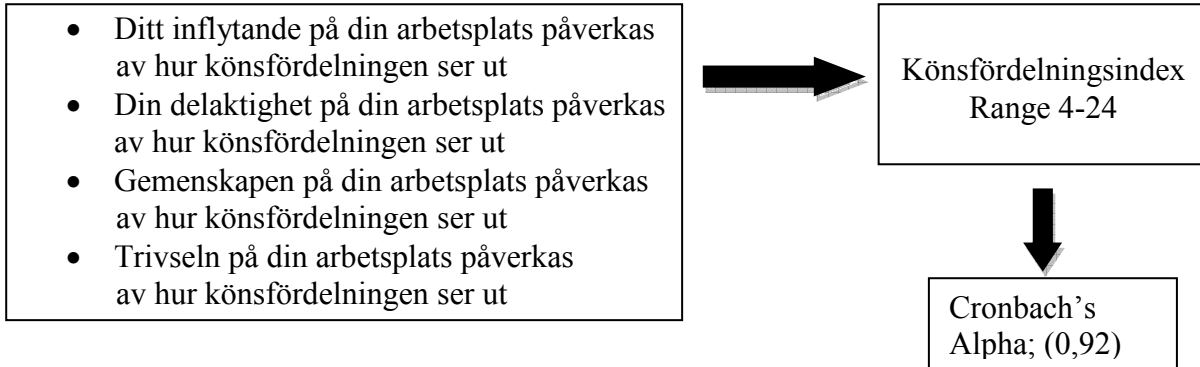 • Ditt inflytande på din arbetsplats påverkas
av hur könsfördelningen ser ut
• Din delaktighet på din arbetsplats påverkas
av hur könsfördelningen ser ut
• Gemenskapen på din arbetsplats påverkas
av hur könsfördelningen ser ut
• Trivseln på din arbetsplats påverkas
av hur könsfördelningen ser ut
Könsfördelningsindex
Range 4-24
Cronbach’s
Alpha; (0,92)